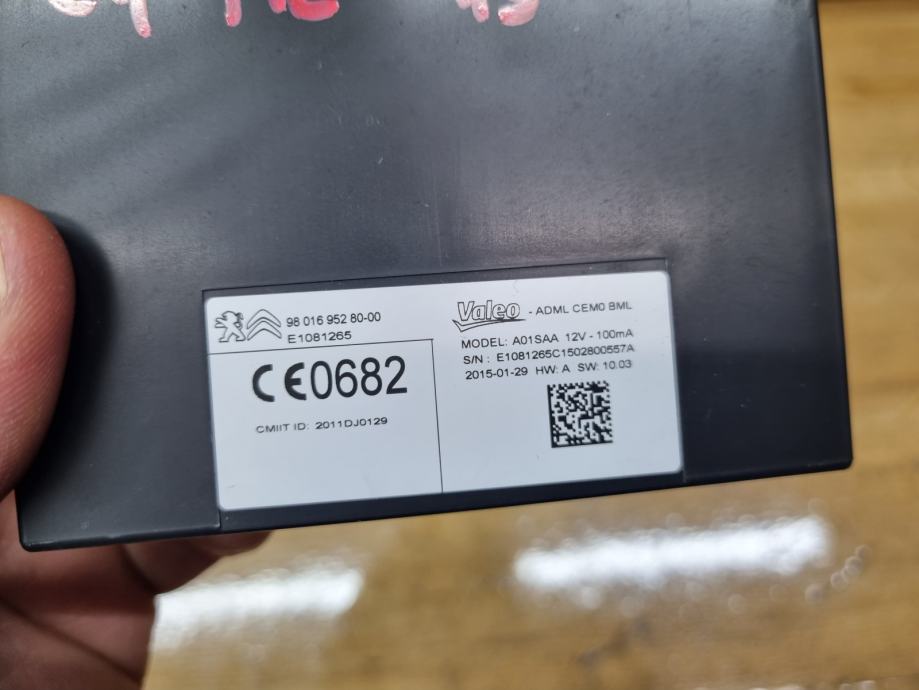 98 016 952 80-00
E1081265
CE0682
CMIIT ID: 2011DJ0129
Valeo - ADML CEM0 BML
MODEL: A01SAA 12V - 100mA
S/N : E1081265C1502800557A
2015-01-29 HW: A SW: 10.03